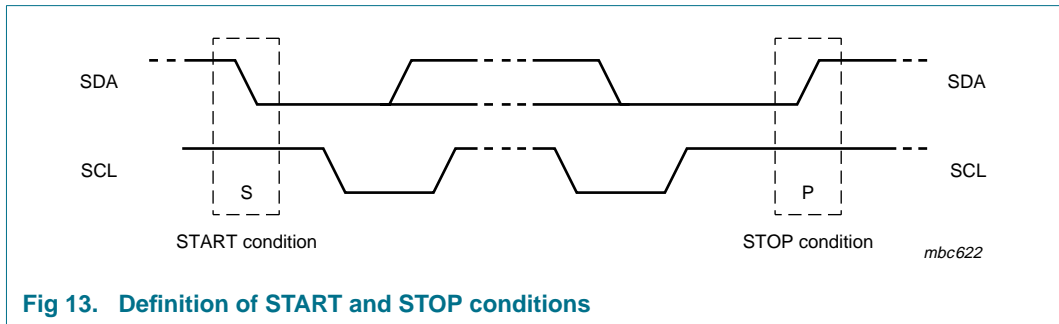 SDA SDA
SCL SCL
S P
START condition STOP condition
mbc622
Fig 13. Definition of START and STOP conditions